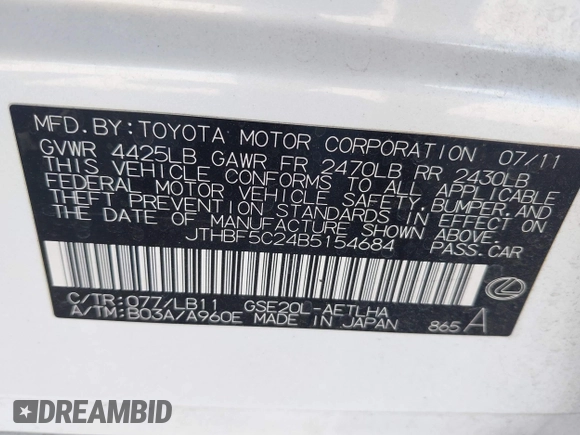 MFD.BY:TOYOTA MOTOR CORPORATION 07/11
GVWR 4425LB GAWR FR 2470LB RR 2430LB
THIS VEHICLE CONFORMS TO ALL APPLICABLE
FEDERAL MOTOR VEHICLE SAFETY,BUMPER,AND
THEFT PREVENTION STANDARDS IN EFFECT ON
THE DATE OF MANUFACTURE SHOWN ABOVE.
JTHBF5C24B5154684 PASS.CAR
C/TR:077/LB11 GSE20L-AETLHA
A/TM:B03A/A960E MADE IN JAPAN 865 A
DREAMBID